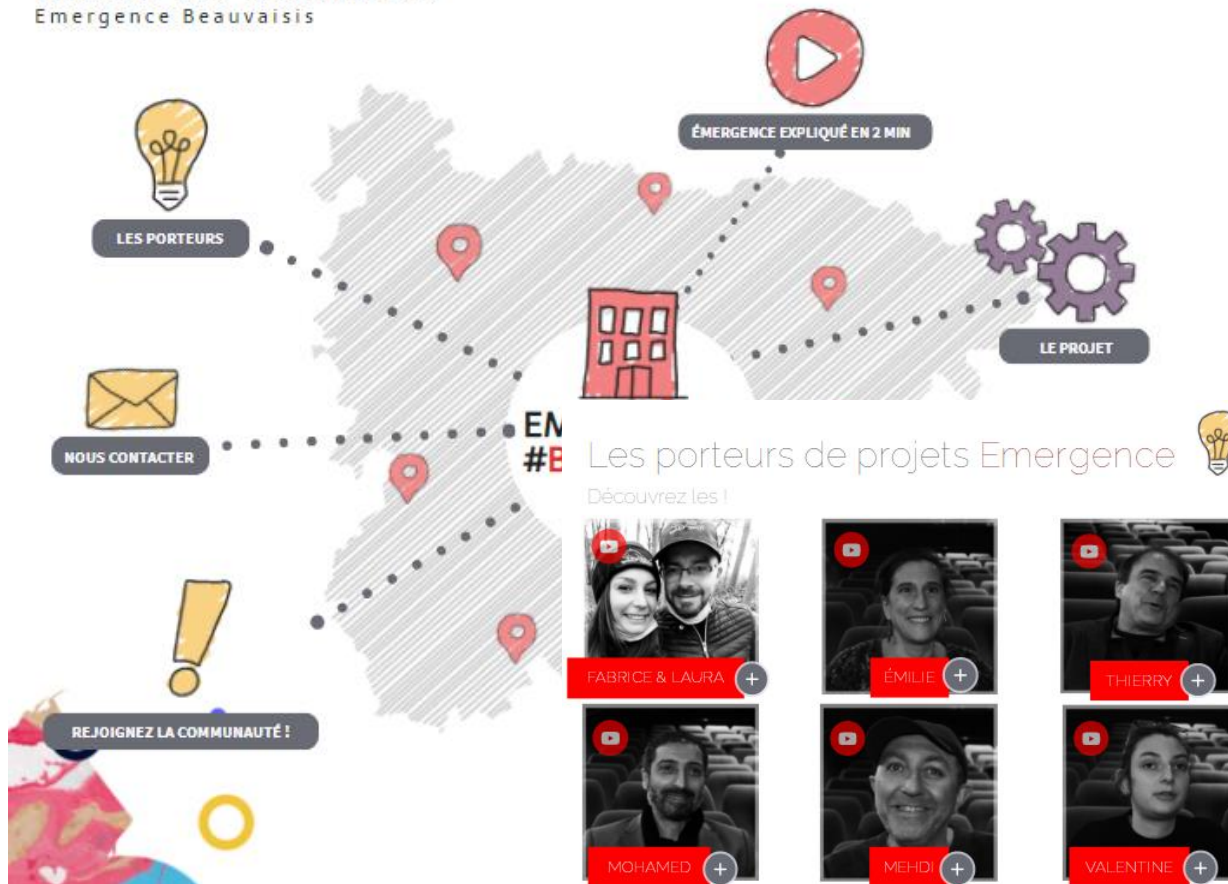 Emergence Beauvaisis
ÉMERGENCE EXPLIQUÉ EN 2 MIN
LES PORTEURS
LE PROJET
NOUS CONTACTER
EM
#B
REJOIGNEZ LA COMMUNAUTÉ !
Les porteurs de projets Emergence
Découvrez les !
FABRICE & LAURA
ÉMILIE
THIERRY
MOHAMED
MEHDI
VALENTINE